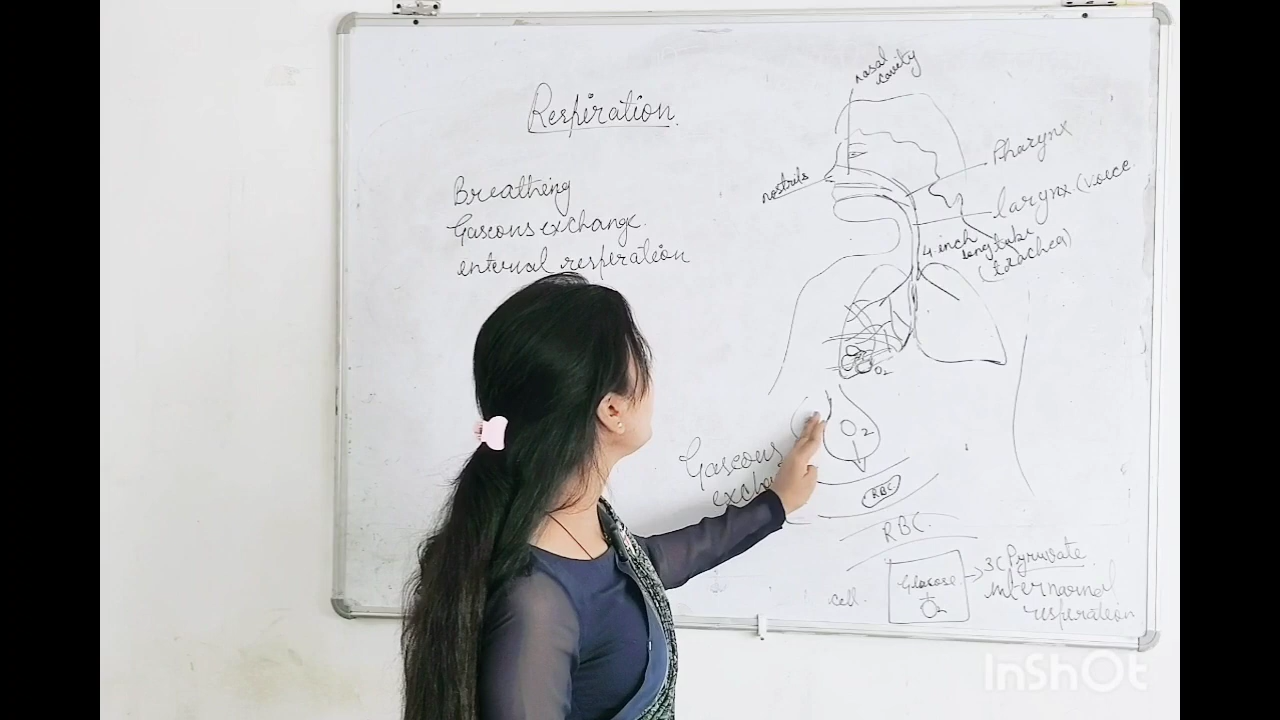 Respiration
Breathing
Gaseous exchange.
internal respiration
nasal
cavity
nostrils
Pharynx
larynx (voice
4 inch
long tube
(trachea)
O2
O2
Gaseous
RBC
RBC.
cell.
Glucose
+
O2
3C Pyruvate
internarnal
respiration
InShOt